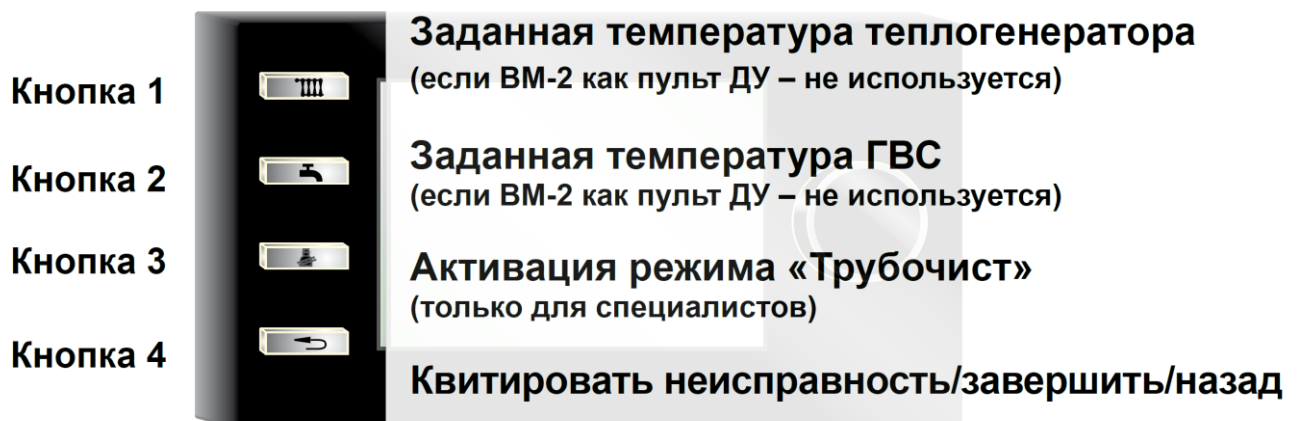 Заданная температура теплогенератора
Кнопка 1
(если ВМ-2 как пульт ДУ – не используется)
Кнопка 2
Заданная температура ГВС
(если ВМ-2 как пульт ДУ – не используется)
Кнопка 3
Активация режима «Трубочист»
(только для специалистов)
Кнопка 4
Квитировать неисправность/завершить/назад